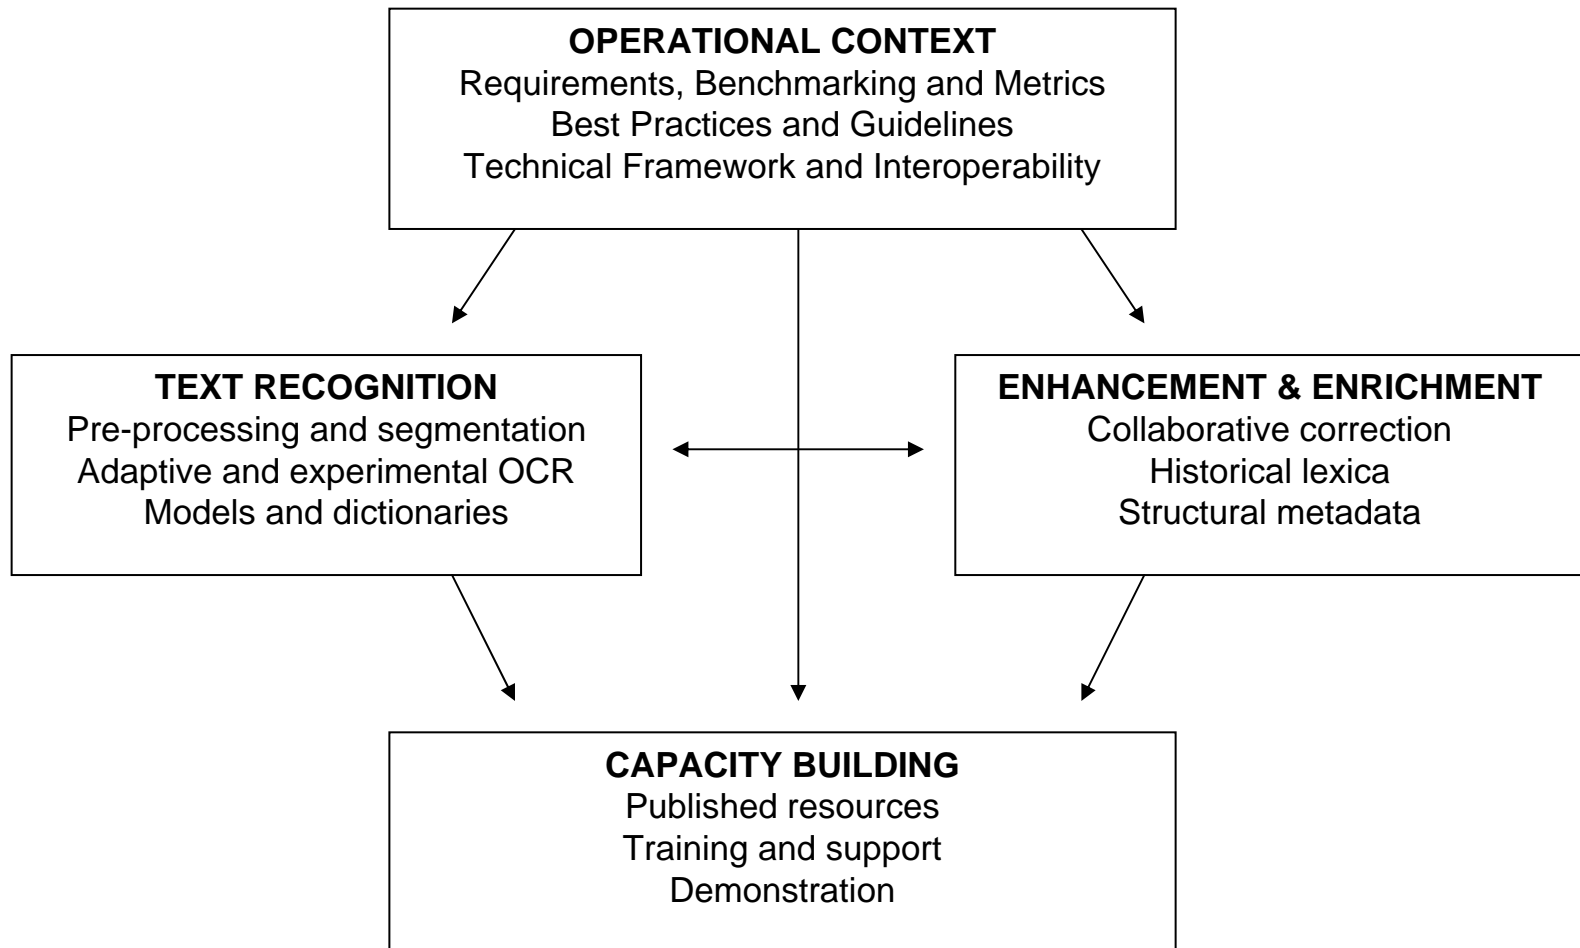 OPERATIONAL CONTEXT
Requirements, Benchmarking and Metrics
Best Practices and Guidelines
Technical Framework and Interoperability
TEXT RECOGNITION
Pre-processing and segmentation
Adaptive and experimental OCR
Models and dictionaries
ENHANCEMENT & ENRICHMENT
Collaborative correction
Historical lexica
Structural metadata
CAPACITY BUILDING
Published resources
Training and support
Demonstration